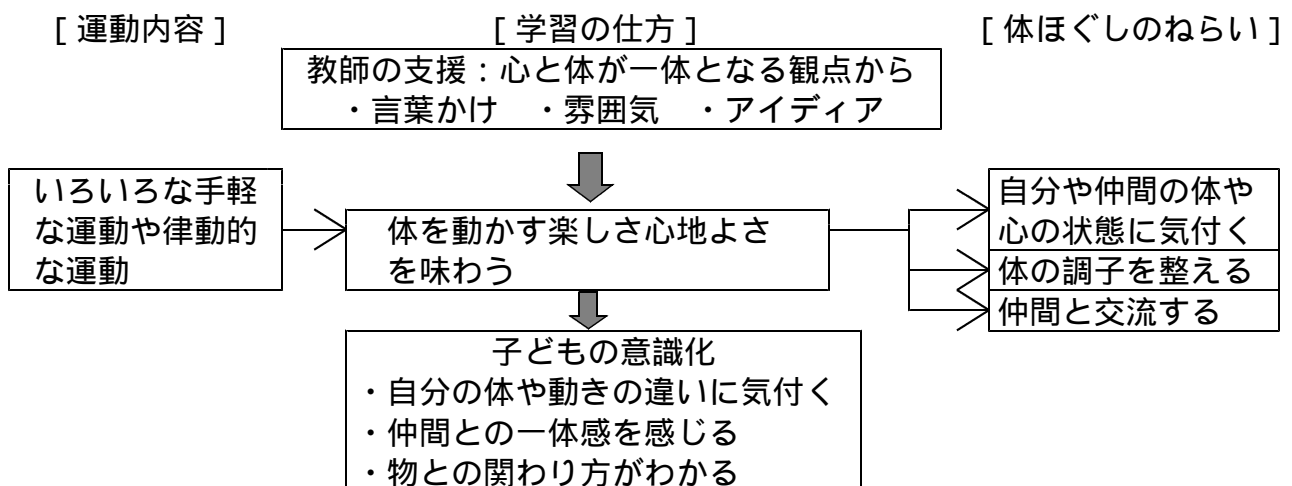 [ 運動内容 ]
[ 学習の仕方 ]
[ 体ほぐしのねらい ]
教師の支援：心と体が一体となる観点から
・言葉かけ ・雰囲気 ・アイディア
いろいろな手軽
な運動や律動的
な運動
体を動かす楽しさ心地よさ
を味わう
自分や仲間の体や
心の状態に気付く
体の調子を整える
仲間と交流する
子どもの意識化
・自分の体や動きの違いに気付く
・仲間との一体感を感じる
・物との関わり方がわかる